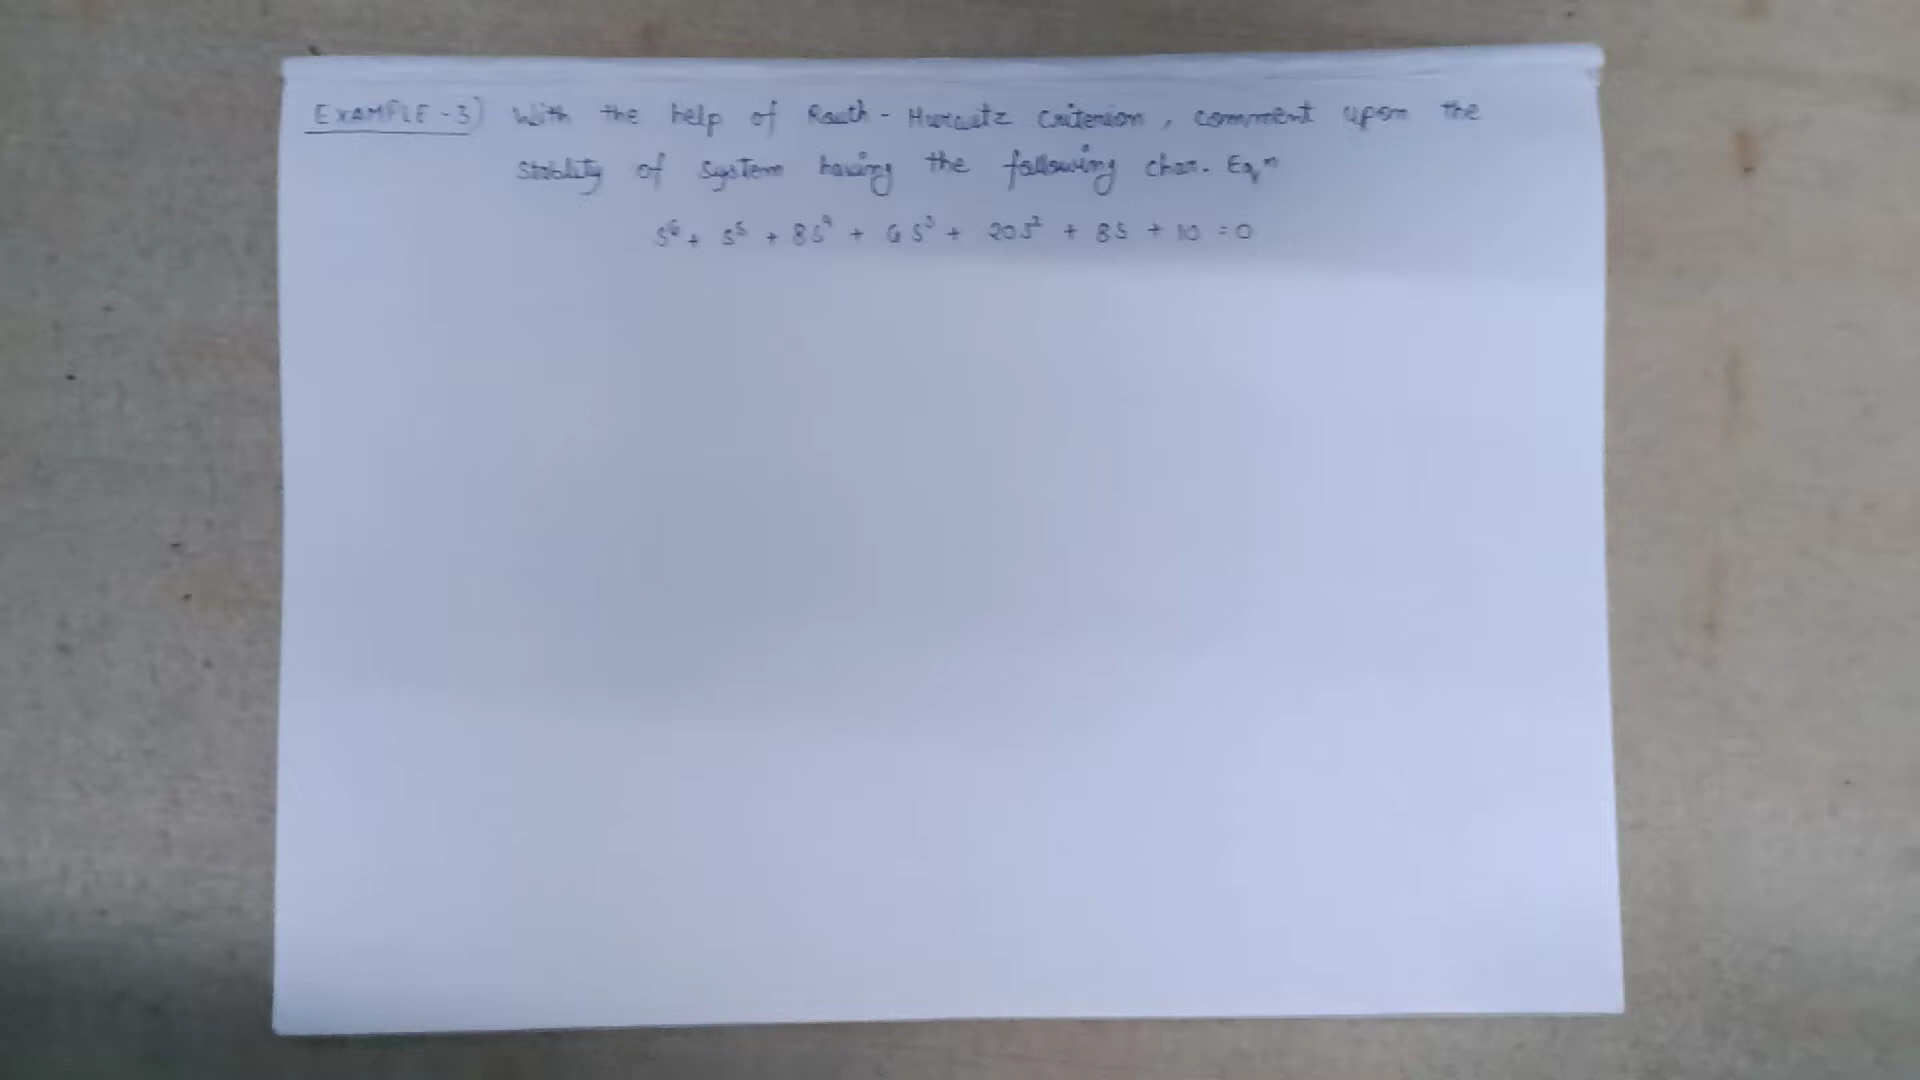 EXAMPLE-3) With the help of Routh-Hurwitz criterion, comment upon the
stability of system having the following char. Eqⁿ
s⁶ + s⁵ + 8s⁴ + 6s³ + 20s² + 8s + 10 = 0